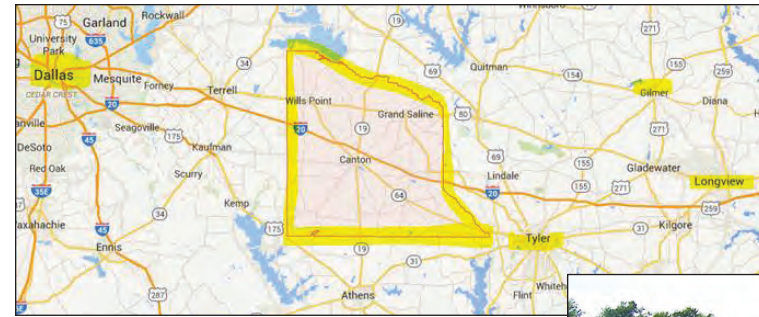 Garland
Rockwall
Winnsboro
75
635
19
271
University
Park
69
Quitman
155
259
34
154
Dallas
Mesquite
Forney
Terrell
Gilmer
CEDAR CREST
20
Wills Point
Grand Saline
80
Diana
Seagoville
175
20
19
DeSoto
45
Kaufman
Canton
69
155
Gladewater
Red Oak
Scurry
64
Lindale
155
271
Longview
20
35E
Kemp
259
34
175
Tyler
Kilgore
Ennis
45
19
31
31
287
Athens
Flint